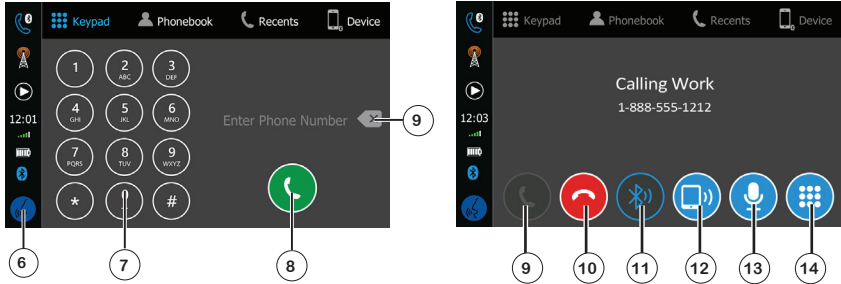 Keypad Phonebook Recents Device
1 2 ABC 3 DEF
12:01
4 GHI 5 JKL 6 MNO
Enter Phone Number
9
7 PQRS 8 TUV 9 WXYZ
* #
6
7
8
Keypad Phonebook Recents Device
Calling Work
1-888-555-1212
12:03
9
10
11
12
13
14